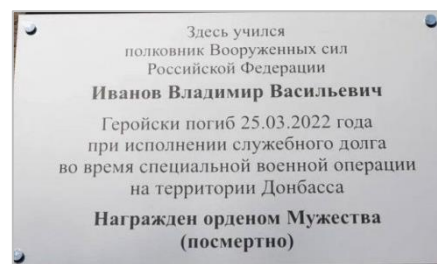 Здесь учился
полковник Вооруженных сил
Российской Федерации
Иванов Владимир Васильевич
Геройски погиб 25.03.2022 года
при исполнении служебного долга
во время специальной военной операции
на территории Донбасса
Награжден орденом Мужества
(посмертно)